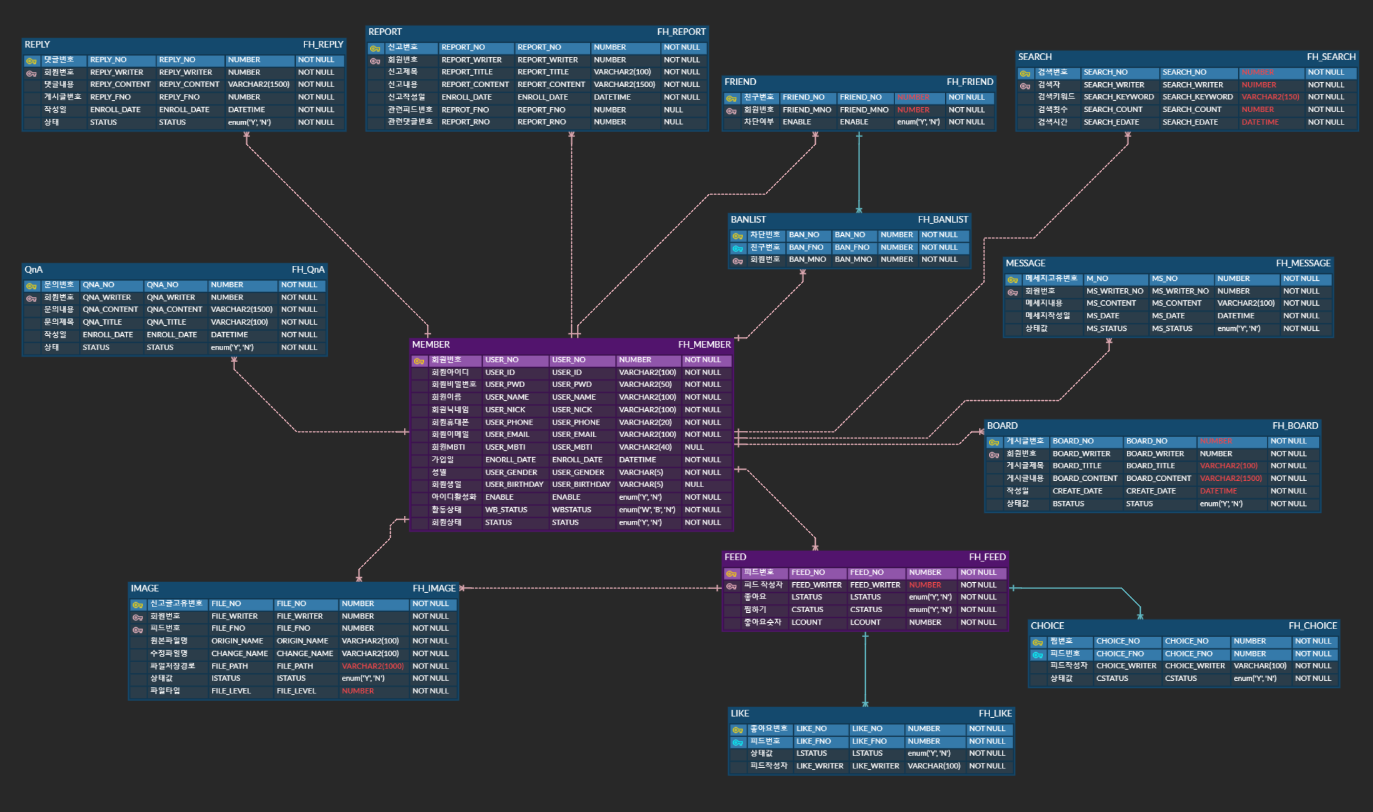 REPLY FH_REPLY
댓글번호 REPLY_NO REPLY_NO NUMBER NOT NULL
회원번호 REPLY_WRITER REPLY_WRITER NUMBER NOT NULL
댓글내용 REPLY_CONTENT REPLY_CONTENT VARCHAR2(1500) NOT NULL
게시글번호 REPLY_FNO REPLY_FNO NUMBER NOT NULL
작성일 ENROLL_DATE ENROLL_DATE DATETIME NOT NULL
상태 STATUS STATUS enum('Y', 'N') NOT NULL
REPORT FH_REPORT
신고번호 REPORT_NO REPORT_NO NUMBER NOT NULL
회원번호 REPORT_WRITER REPORT_WRITER NUMBER NOT NULL
신고제목 REPORT_TITLE REPORT_TITLE VARCHAR2(100) NOT NULL
신고내용 REPORT_CONTENT REPORT_CONTENT VARCHAR2(1500) NOT NULL
신고작성일 ENROLL_DATE ENROLL_DATE DATETIME NOT NULL
관련피드번호 REPROT_FNO REPORT_FNO NUMBER NULL
관련댓글번호 REPORT_RNO REPORT_RNO NUMBER NULL
FRIEND FH_FRIEND
친구번호 FRIEND_NO FRIEND_NO NUMBER NOT NULL
회원번호 FRIEND_MNO FRIEND_MNO NUMBER NOT NULL
차단여부 ENABLE ENABLE enum('Y', 'N') NOT NULL
SEARCH FH_SEARCH
검색번호 SEARCH_NO SEARCH_NO NUMBER NOT NULL
검색자 SEARCH_WRITER SEARCH_WRITER NUIMBER NOT NULL
검색키워드 SEARCH_KEYWORD SEARCH_KEYWORD VARCHAR2(150) NOT NULL
검색횟수 SEARCH_COUNT SEARCH_COUNT NUMBER NOT NULL
검색시간 SEARCH_EDATE SEARCH_EDATE DATETIME NOT NULL
BANLIST FH_BANLIST
차단번호 BAN_NO BAN_NO NUMBER NOT NULL
친구번호 BAN_FNO BAN_FNO NUMBER NOT NULL
회원번호 BAN_MNO BAN_MNO NUMBER NOT NULL
QnA FH_QnA
문의번호 QNA_NO QNA_NO NUMBER NOT NULL
회원번호 QNA_WRITER QNA_WRITER NUMBER NOT NULL
문의내용 QNA_CONTENT QNA_CONTENT VARCHAR2(1500) NOT NULL
문의제목 QNA_TITLE QNA_TITLE VARCHAR2(100) NOT NULL
작성일 ENROLL_DATE ENROLL_DATE DATETIME NOT NULL
상태 STATUS STATUS enum('Y', 'N') NOT NULL
MESSAGE FH_MESSAGE
메세지고유번호 M_NO MS_NO NUMBER NOT NULL
회원번호 MS_WRITER_NO MS_WRITER_NO NUMBER NOT NULL
메세지내용 MS_CONTENT MS_CONTENT VARCHAR2(100) NOT NULL
메세지작성일 MS_DATE MS_DATE DATETIME NOT NULL
상태값 MS_STATUS MS_STATUS enum('Y', 'N') NOT NULL
MEMBER FH_MEMBER
회원번호 USER_NO USER_NO NUMBER NOT NULL
회원아이디 USER_ID USER_ID VARCHAR2(100) NOT NULL
회원비밀번호 USER_PWD USER_PWD VARCHAR2(50) NOT NULL
회원이름 USER_NAME USER_NAME VARCHAR2(100) NOT NULL
회원닉네임 USER_NICK USER_NICK VARCHAR2(100) NOT NULL
회원휴대폰 USER_PHONE USER_PHONE VARCHAR2(20) NOT NULL
회원이메일 USER_EMAIL USER_EMAIL VARCHAR2(100) NOT NULL
회원MBTI USER_MBTI USER_MBTI VARCHAR2(40) NULL
가입일 ENORLL_DATE ENROLL_DATE DATETIME NOT NULL
성별 USER_GENDER USER_GENDER VARCHAR(5) NOT NULL
회원생일 USER_BIRTHDAY USER_BIRTHDAY VARCHAR(5) NULL
아이디활성화 ENABLE ENABLE enum('Y', 'N') NOT NULL
활동상태 WB_STATUS WBSTATUS enum('W', 'B', 'N') NOT NULL
회원상태 STATUS STATUS enum('Y', 'N') NOT NULL
BOARD FH_BOARD
게시글번호 BOARD_NO BOARD_NO NUMBER NOT NULL
회원번호 BOARD_WRITER BOARD_WRITER NUMBER NOT NULL
게시글제목 BOARD_TITLE BOARD_TITLE VARCHAR2(100) NOT NULL
게시글내용 BOARD_CONTENT BOARD_CONTENT VARCHAR2(1300) NOT NULL
작성일 CREATE_DATE CREATE_DATE DATETIME NOT NULL
상태값 BSTATUS STATUS enum('Y', 'N') NOT NULL
FEED FH_FEED
피드번호 FEED_NO FEED_NO NUMBER NOT NULL
피드 작성자 FEED_WRITER FEED_WRITER NUMBER NOT NULL
좋아요 LSTATUS LSTATUS enum('Y', 'N') NOT NULL
찜하기 CSTATUS CSTATUS enum('Y', 'N') NOT NULL
좋아요숫자 LCOUNT LCOUNT NUMBER NOT NULL
IMAGE FH_IMAGE
신고글고유번호 FILE_NO FILE_NO NUMBER NOT NULL
회원번호 FILE_WRITER FILE_WRITER NUMBER NOT NULL
피드번호 FILE_FNO FILE_FNO NUMBER NOT NULL
원본파일명 ORIGIN_NAME ORIGIN_NAME VARCHAR2(100) NOT NULL
수정파일명 CHANGE_NAME CHANGE_NAME VARCHAR2(100) NOT NULL
파일저장경로 FILE_PATH FILE_PATH VARCHAR2(1000) NOT NULL
상태값 ISTATUS ISTATUS enum('Y', 'N') NOT NULL
파일타입 FILE_LEVEL FILE_LEVEL NUMBER NOT NULL
CHOICE FH_CHOICE
찜번호 CHOICE_NO CHOICE_NO NUMBER NOT NULL
피드번호 CHOICE_FNO CHOICE_FNO NUMBER NOT NULL
피드작성자 CHOICE_WRITER CHOICE_WRITER VARCHAR(100) NOT NULL
상태값 CSTATUS CSTATUS enum('Y', 'N') NOT NULL
LIKE FH_LIKE
좋아요번호 LIKE_NO LIKE_NO NUMBER NOT NULL
피드번호 LIKE_FNO LIKE_FNO NUMBER NOT NULL
상태값 LSTATUS LSTATUS enum('Y', 'N') NOT NULL
피드작성자 LIKE_WRITER LIKE_WRITER VARCHAR(100) NOT NULL